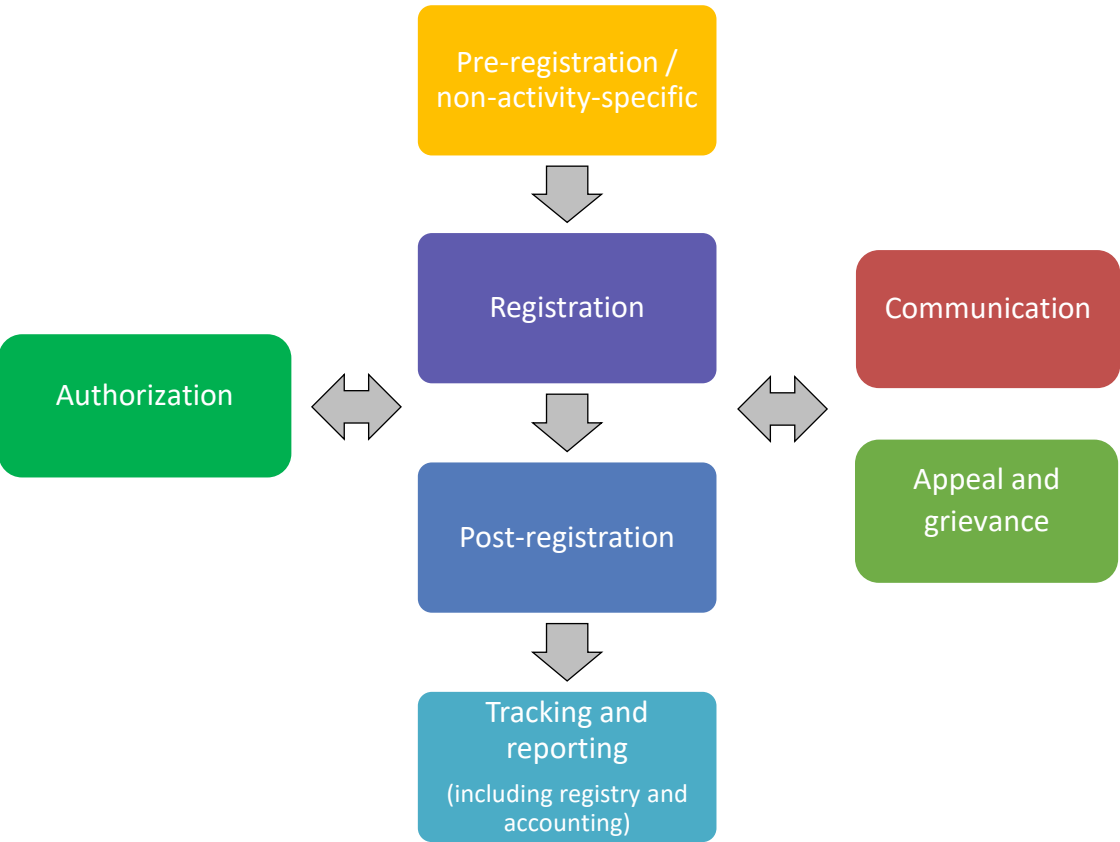 Pre-registration /
non-activity-specific
Registration
Communication
Authorization
Appeal and
grievance
Post-registration
Tracking and
reporting
(including registry and
accounting)